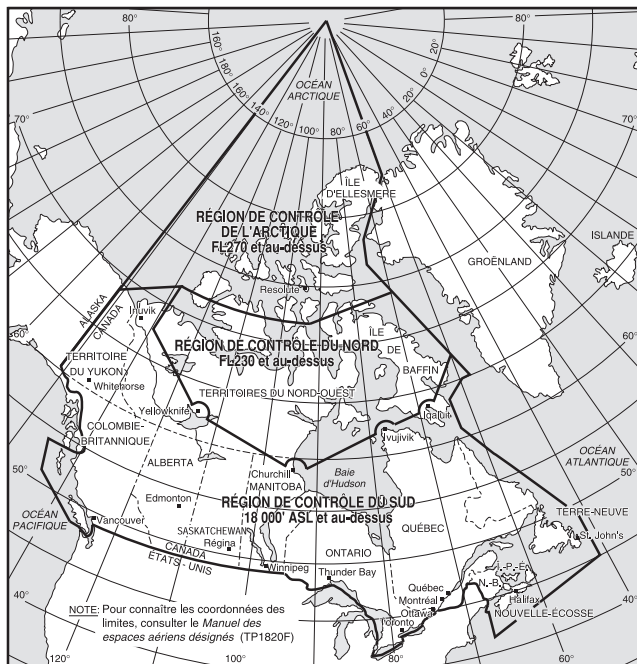 80°
80°
160°
160°
140°
120°
100°
80°
60°
40°
20°
0°
20°
OCÉAN
ARCTIQUE
70°
70°
ÎLE
D'ELLESMERE
RÉGION DE CONTRÔLE
DE L'ARCTIQUE
FL270 et au-dessus
ISLANDE
GROËNLAND
Resolute
ALASKA
CANADA
Inuvik
60°
60°
RÉGION DE CONTRÔLE DU NORD
FL230 et au-dessus
ÎLE
DE
BAFFIN
TERRITOIRE
DU YUKON
Whitehorse
TERRITOIRES DU NORD-OUEST
Yellowknife
Iqaluit
Ivujivik
COLOMBIE-
BRITANNIQUE
ALBERTA
Churchill
MANITOBA
Baie
d'Hudson
OCÉAN
ATLANTIQUE
50°
50°
Edmonton
RÉGION DE CONTRÔLE DU SUD
18 000' ASL et au-dessus
OCÉAN
PACIFIQUE
Vancouver
SASKATCHEWAN
Régina
QUÉBEC
TERRE-NEUVE
St. John's
CANADA
ÉTATS - UNIS
Winnipeg
ONTARIO
Thunder Bay
Î.-P.-É.
N.-B.
Québec
Montréal
Ottawa
Toronto
Halifax
NOUVELLE-ÉCOSSE
40°
40°
NOTE: Pour connaître les coordonnées des
limites, consulter le Manuel des
espaces aériens désignés (TP1820F)
120°
100°
80°
60°